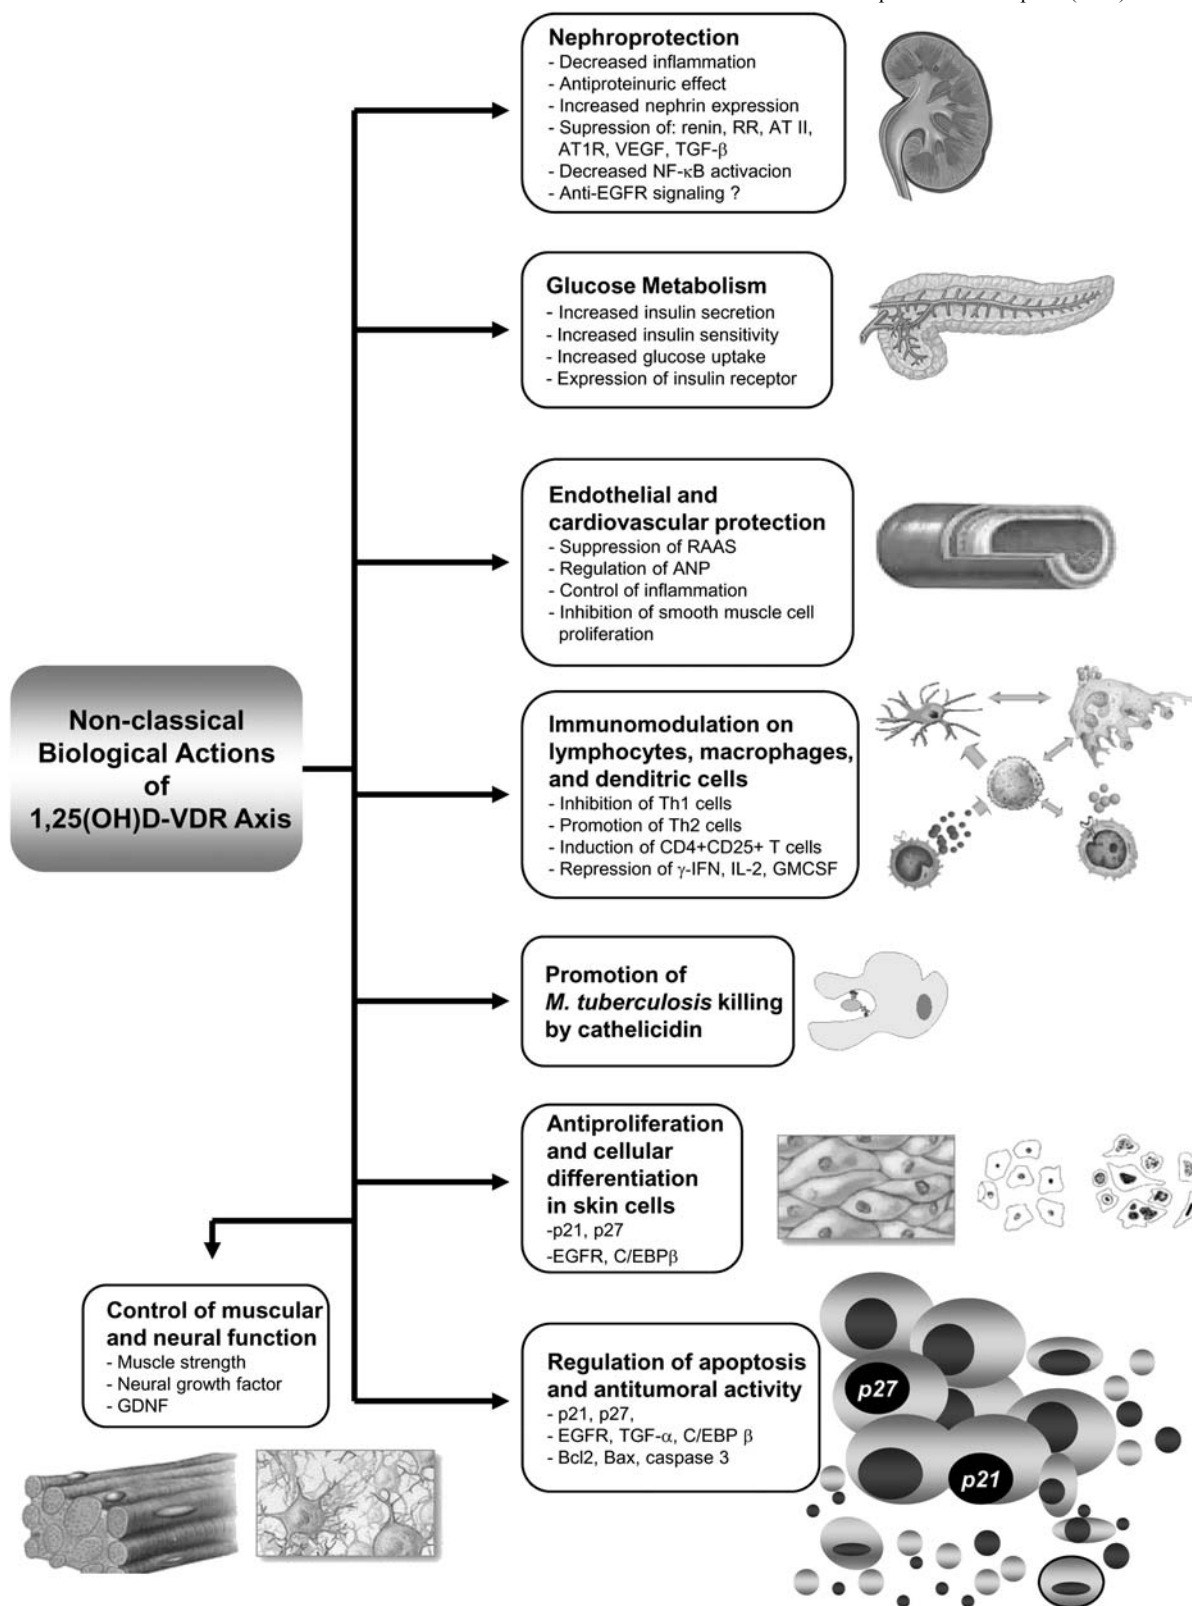 Nephroprotection
- Decreased inflammation
- Antiproteinuric effect
- Increased nephrin expression
- Supression of: renin, RR, AT II,
AT1R, VEGF, TGF-β
- Decreased NF-κB activacion
- Anti-EGFR signaling ?
Glucose Metabolism
- Increased insulin secretion
- Increased insulin sensitivity
- Increased glucose uptake
- Expression of insulin receptor
Endothelial and
cardiovascular protection
- Suppression of RAAS
- Regulation of ANP
- Control of inflammation
- Inhibition of smooth muscle cell
proliferation
Non-classical
Biological Actions
of
1,25(OH)D-VDR Axis
Immunomodulation on
lymphocytes, macrophages,
and denditric cells
- Inhibition of Th1 cells
- Promotion of Th2 cells
- Induction of CD4+CD25+ T cells
- Repression of γ-IFN, IL-2, GMCSF
Promotion of
M. tuberculosis killing
by cathelicidin
Antiproliferation
and cellular
differentiation
in skin cells
-p21, p27
-EGFR, C/EBPβ
Control of muscular
and neural function
- Muscle strength
- Neural growth factor
- GDNF
Regulation of apoptosis
and antitumoral activity
- p21, p27,
- EGFR, TGF-α, C/EBP β
- Bcl2, Bax, caspase 3
p27
p21